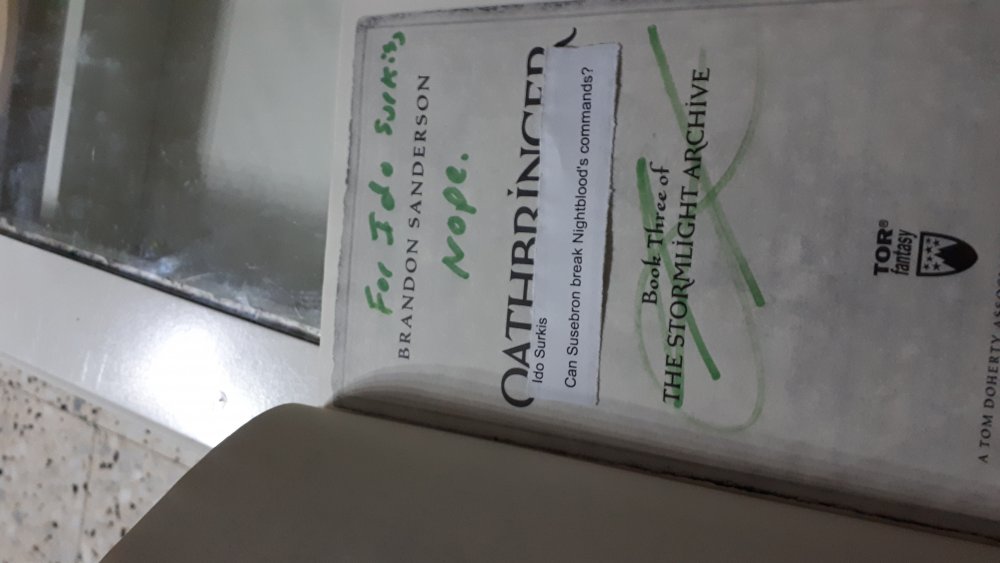 For Ido Surkis,
BRANDON SANDERSON
Nope.
OATHBRINGER
Ido Surkis
Can Susebron break Nightblood's commands?
Book Three of
THE STORMLIGHT ARCHIVE
TOR®
fantasy
A TOM DOHERTY